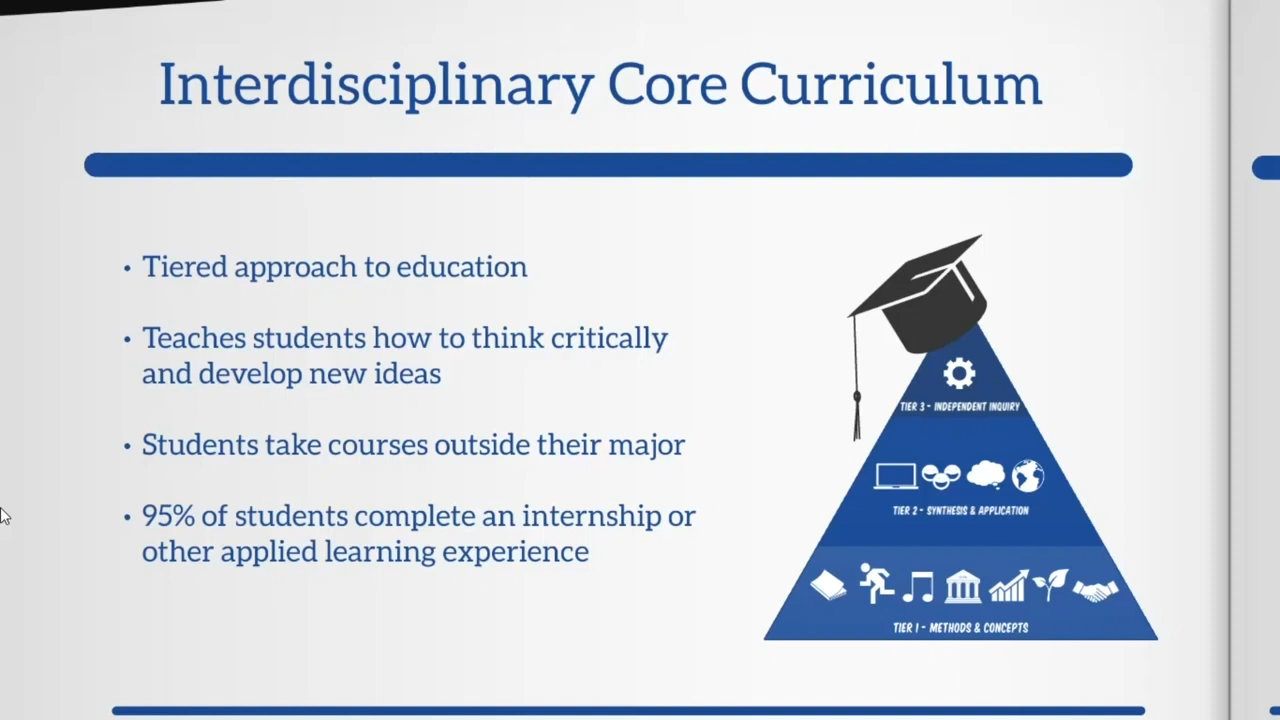 Interdisciplinary Core Curriculum
• Tiered approach to education
• Teaches students how to think critically
and develop new ideas
• Students take courses outside their major
• 95% of students complete an internship or
other applied learning experience
TIER 3 - INDEPENDENT INQUIRY
TIER 2 - SYNTHESIS & APPLICATION
TIER 1 - METHODS & CONCEPTS